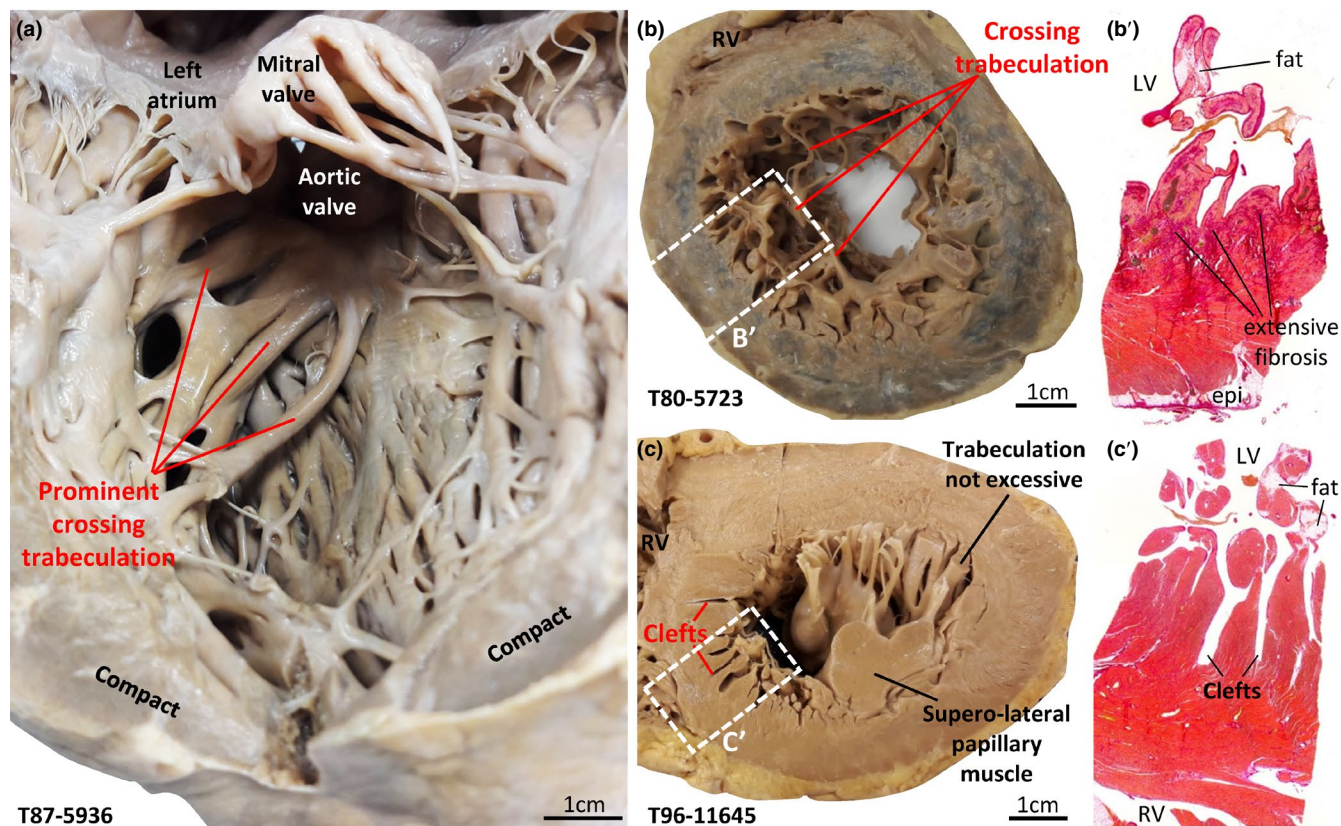 (a)
Left
atrium
Mitral
valve
Aortic
valve
Prominent
crossing
trabeculation
Compact
Compact
T87-5936
1cm
(b)
RV
Crossing
trabeculation
B’
T80-5723
1cm
(b’)
LV
fat
extensive
fibrosis
epi
(c)
RV
Clefts
C’
Trabeculation
not excessive
Supero-lateral
papillary
muscle
T96-11645
1cm
(c’)
LV
fat
Clefts
RV